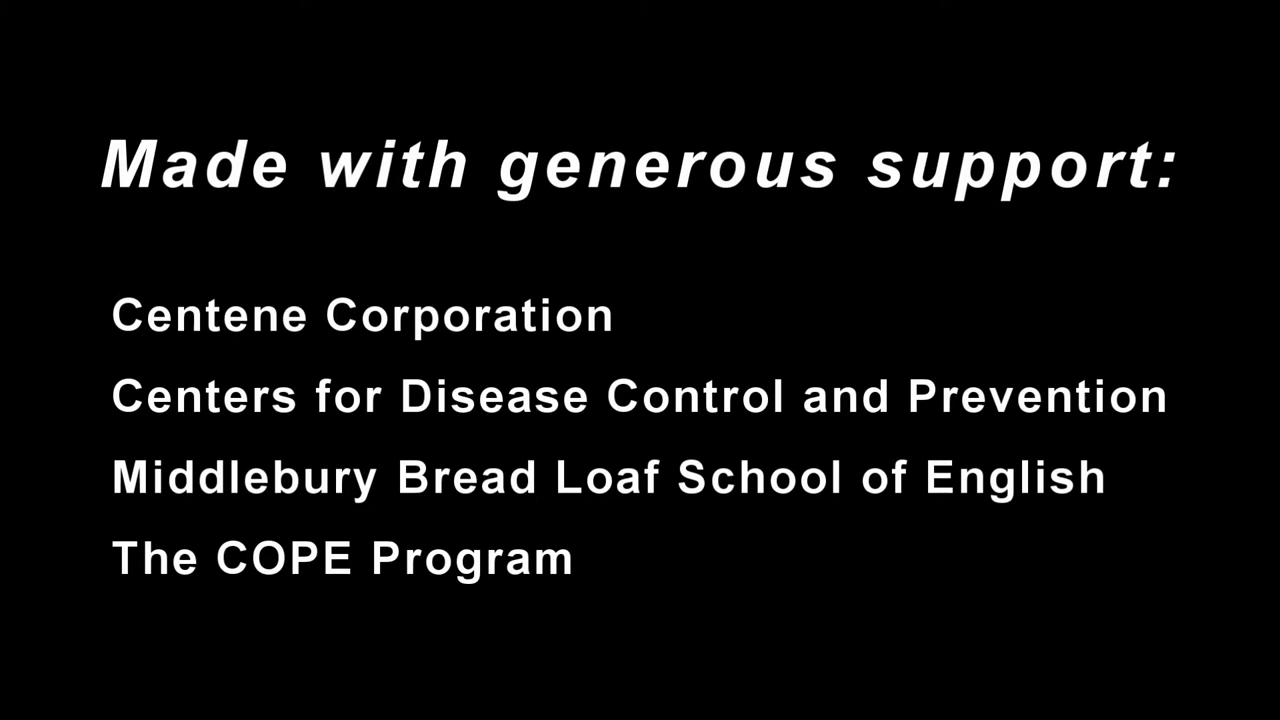 Made with generous support:
Centene Corporation
Centers for Disease Control and Prevention
Middlebury Bread Loaf School of English
The COPE Program